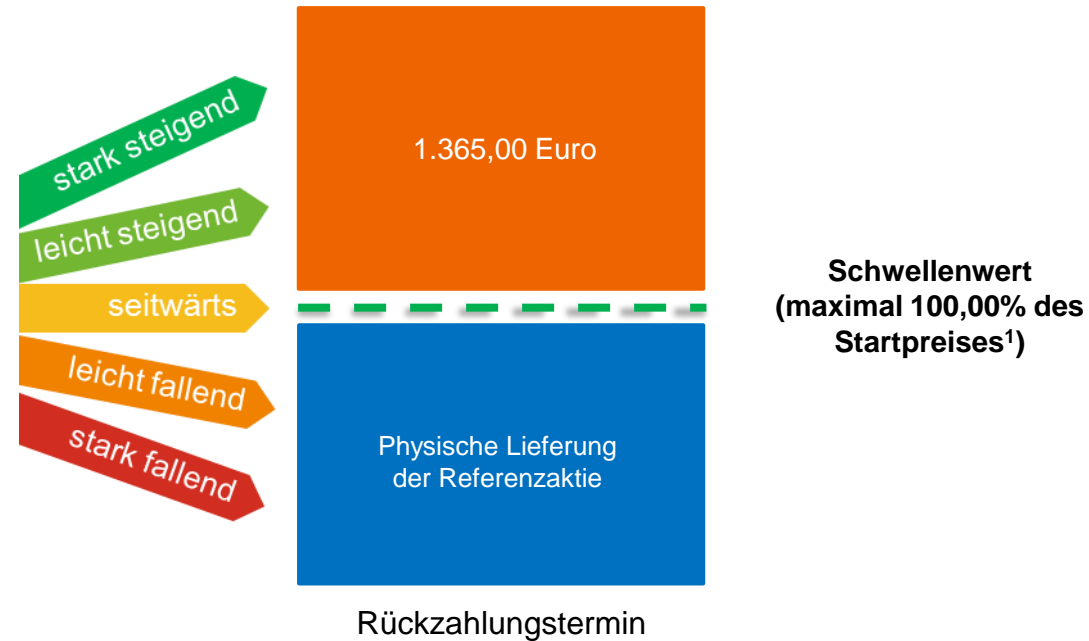 stark steigend
leicht steigend
seitwärts
leicht fallend
stark fallend
1.365,00 Euro
Physische Lieferung
der Referenzaktie
Schwellenwert
(maximal 100,00% des
Startpreises¹)
Rückzahlungstermin